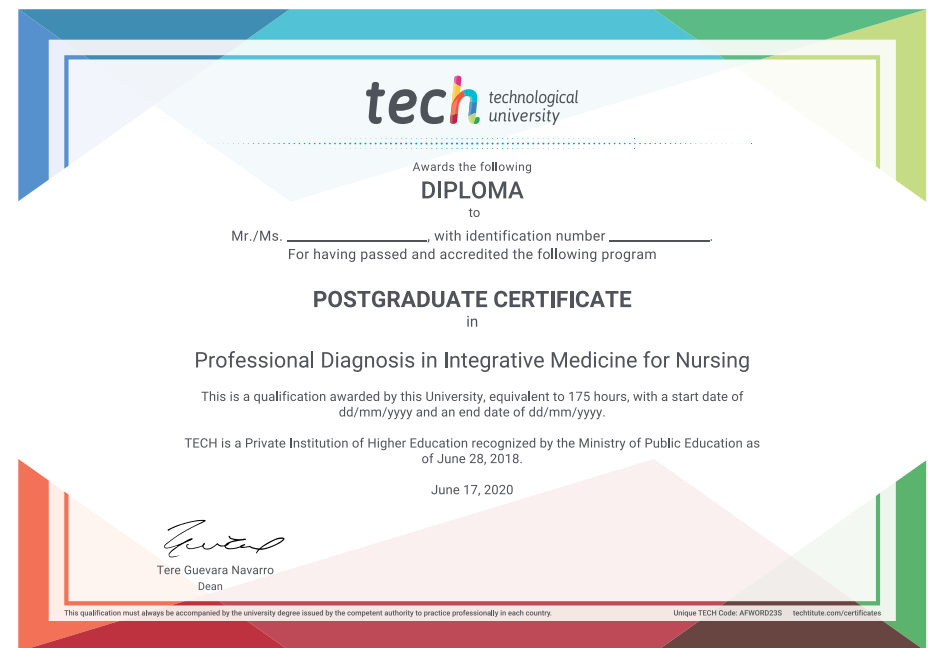 tech technological
university
Awards the following
DIPLOMA
to
Mr./Ms. ____________, with identification number ____________.
For having passed and accredited the following program
POSTGRADUATE CERTIFICATE
in
Professional Diagnosis in Integrative Medicine for Nursing
This is a qualification awarded by this University, equivalent to 175 hours, with a start date of
dd/mm/yyyy and an end date of dd/mm/yyyy.
TECH is a Private Institution of Higher Education recognized by the Ministry of Public Education as
of June 28, 2018.
June 17, 2020
Tere Guevara Navarro
Dean
This qualification must always be accompanied by the university degree issued by the competent authority to practice professionally in each country. Unique TECH Code: AFWORD23S techtitute.com/certificates